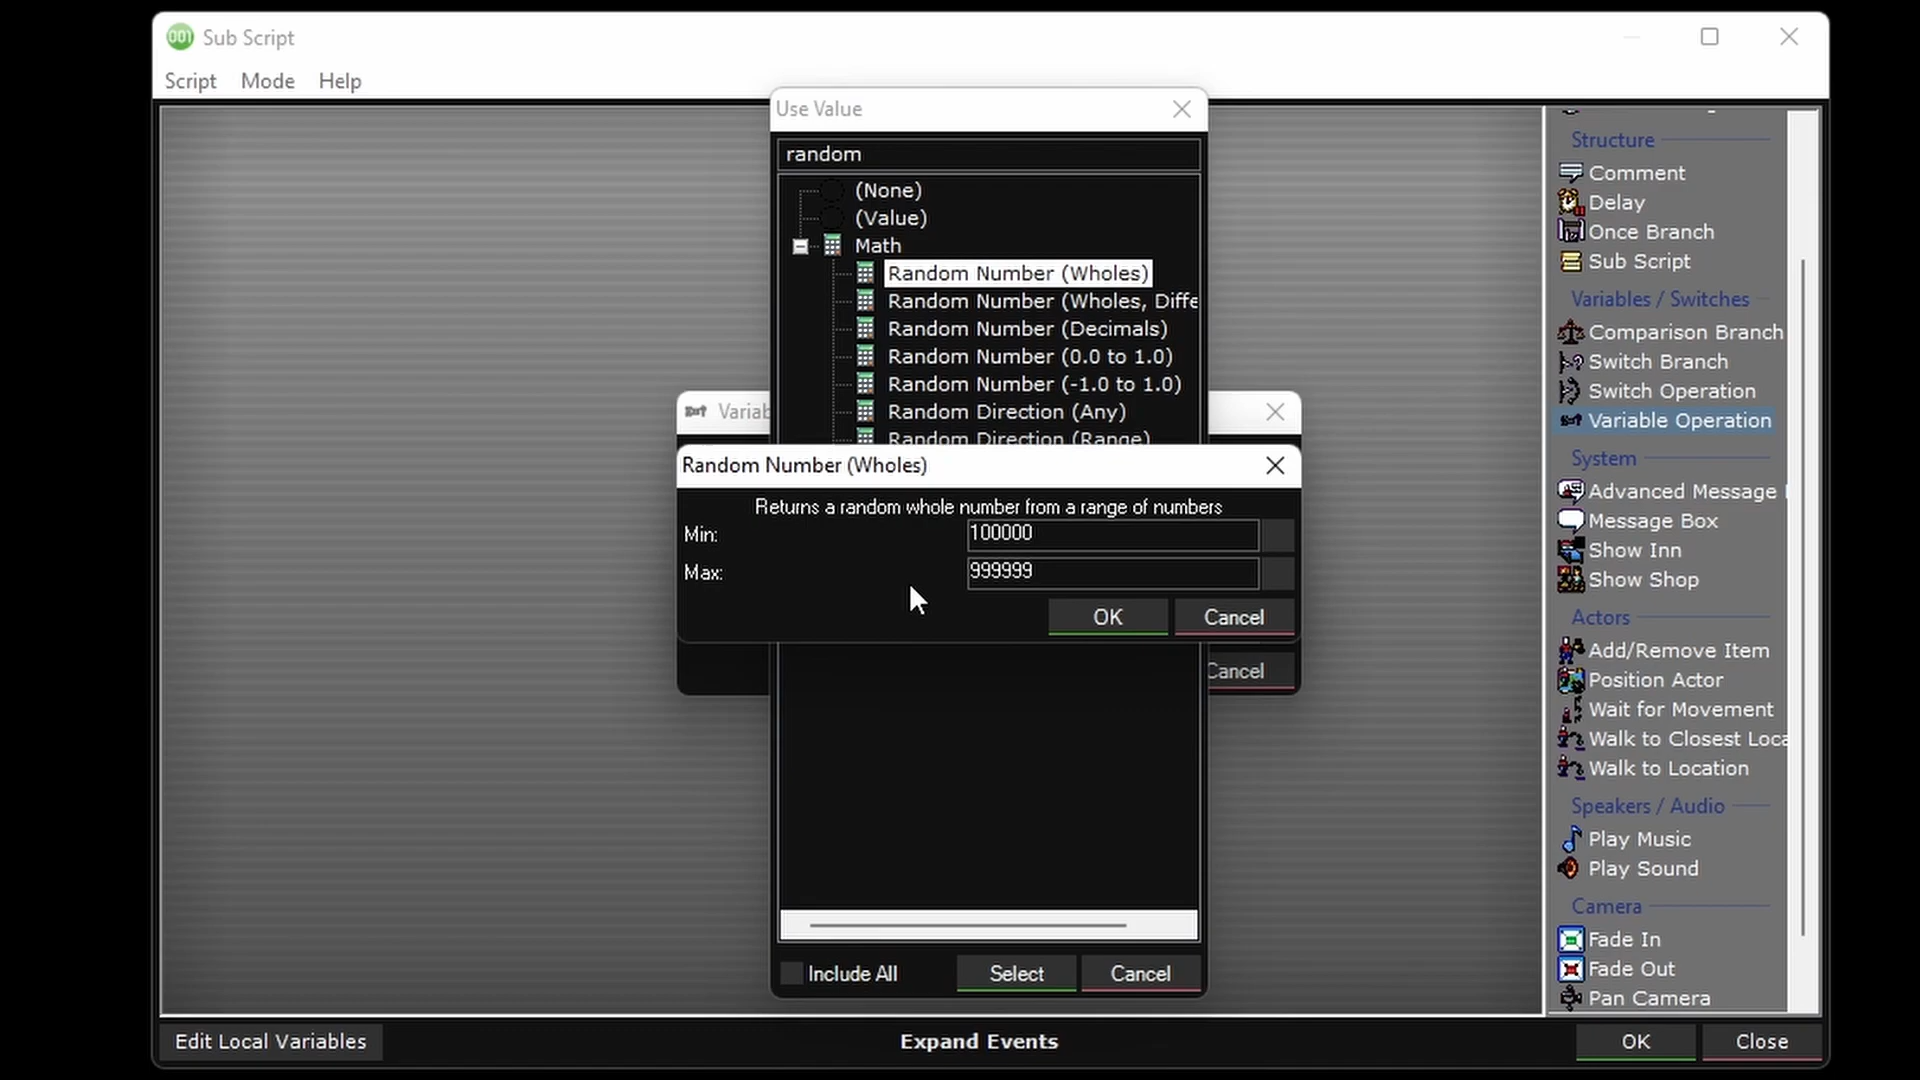 Sub Script
Script Mode Help
Use Value
random
(None)
(Value)
Math
Random Number (Wholes)
Random Number (Wholes, Diffe
Random Number (Decimals)
Random Number (0.0 to 1.0)
Random Number (-1.0 to 1.0)
Random Direction (Any)
Random Direction (Range)
Variab
Random Number (Wholes)
Returns a random whole number from a range of numbers
Min: 100000
Max: 999999
OK Cancel
Cancel
Include All Select Cancel
Structure
Comment
Delay
Once Branch
Sub Script
Variables / Switches
Comparison Branch
Switch Branch
Switch Operation
Variable Operation
System
Advanced Message
Message Box
Show Inn
Show Shop
Actors
Add/Remove Item
Position Actor
Wait for Movement
Walk to Closest Loca
Walk to Location
Speakers / Audio
Play Music
Play Sound
Camera
Fade In
Fade Out
Pan Camera
Edit Local Variables Expand Events OK Close